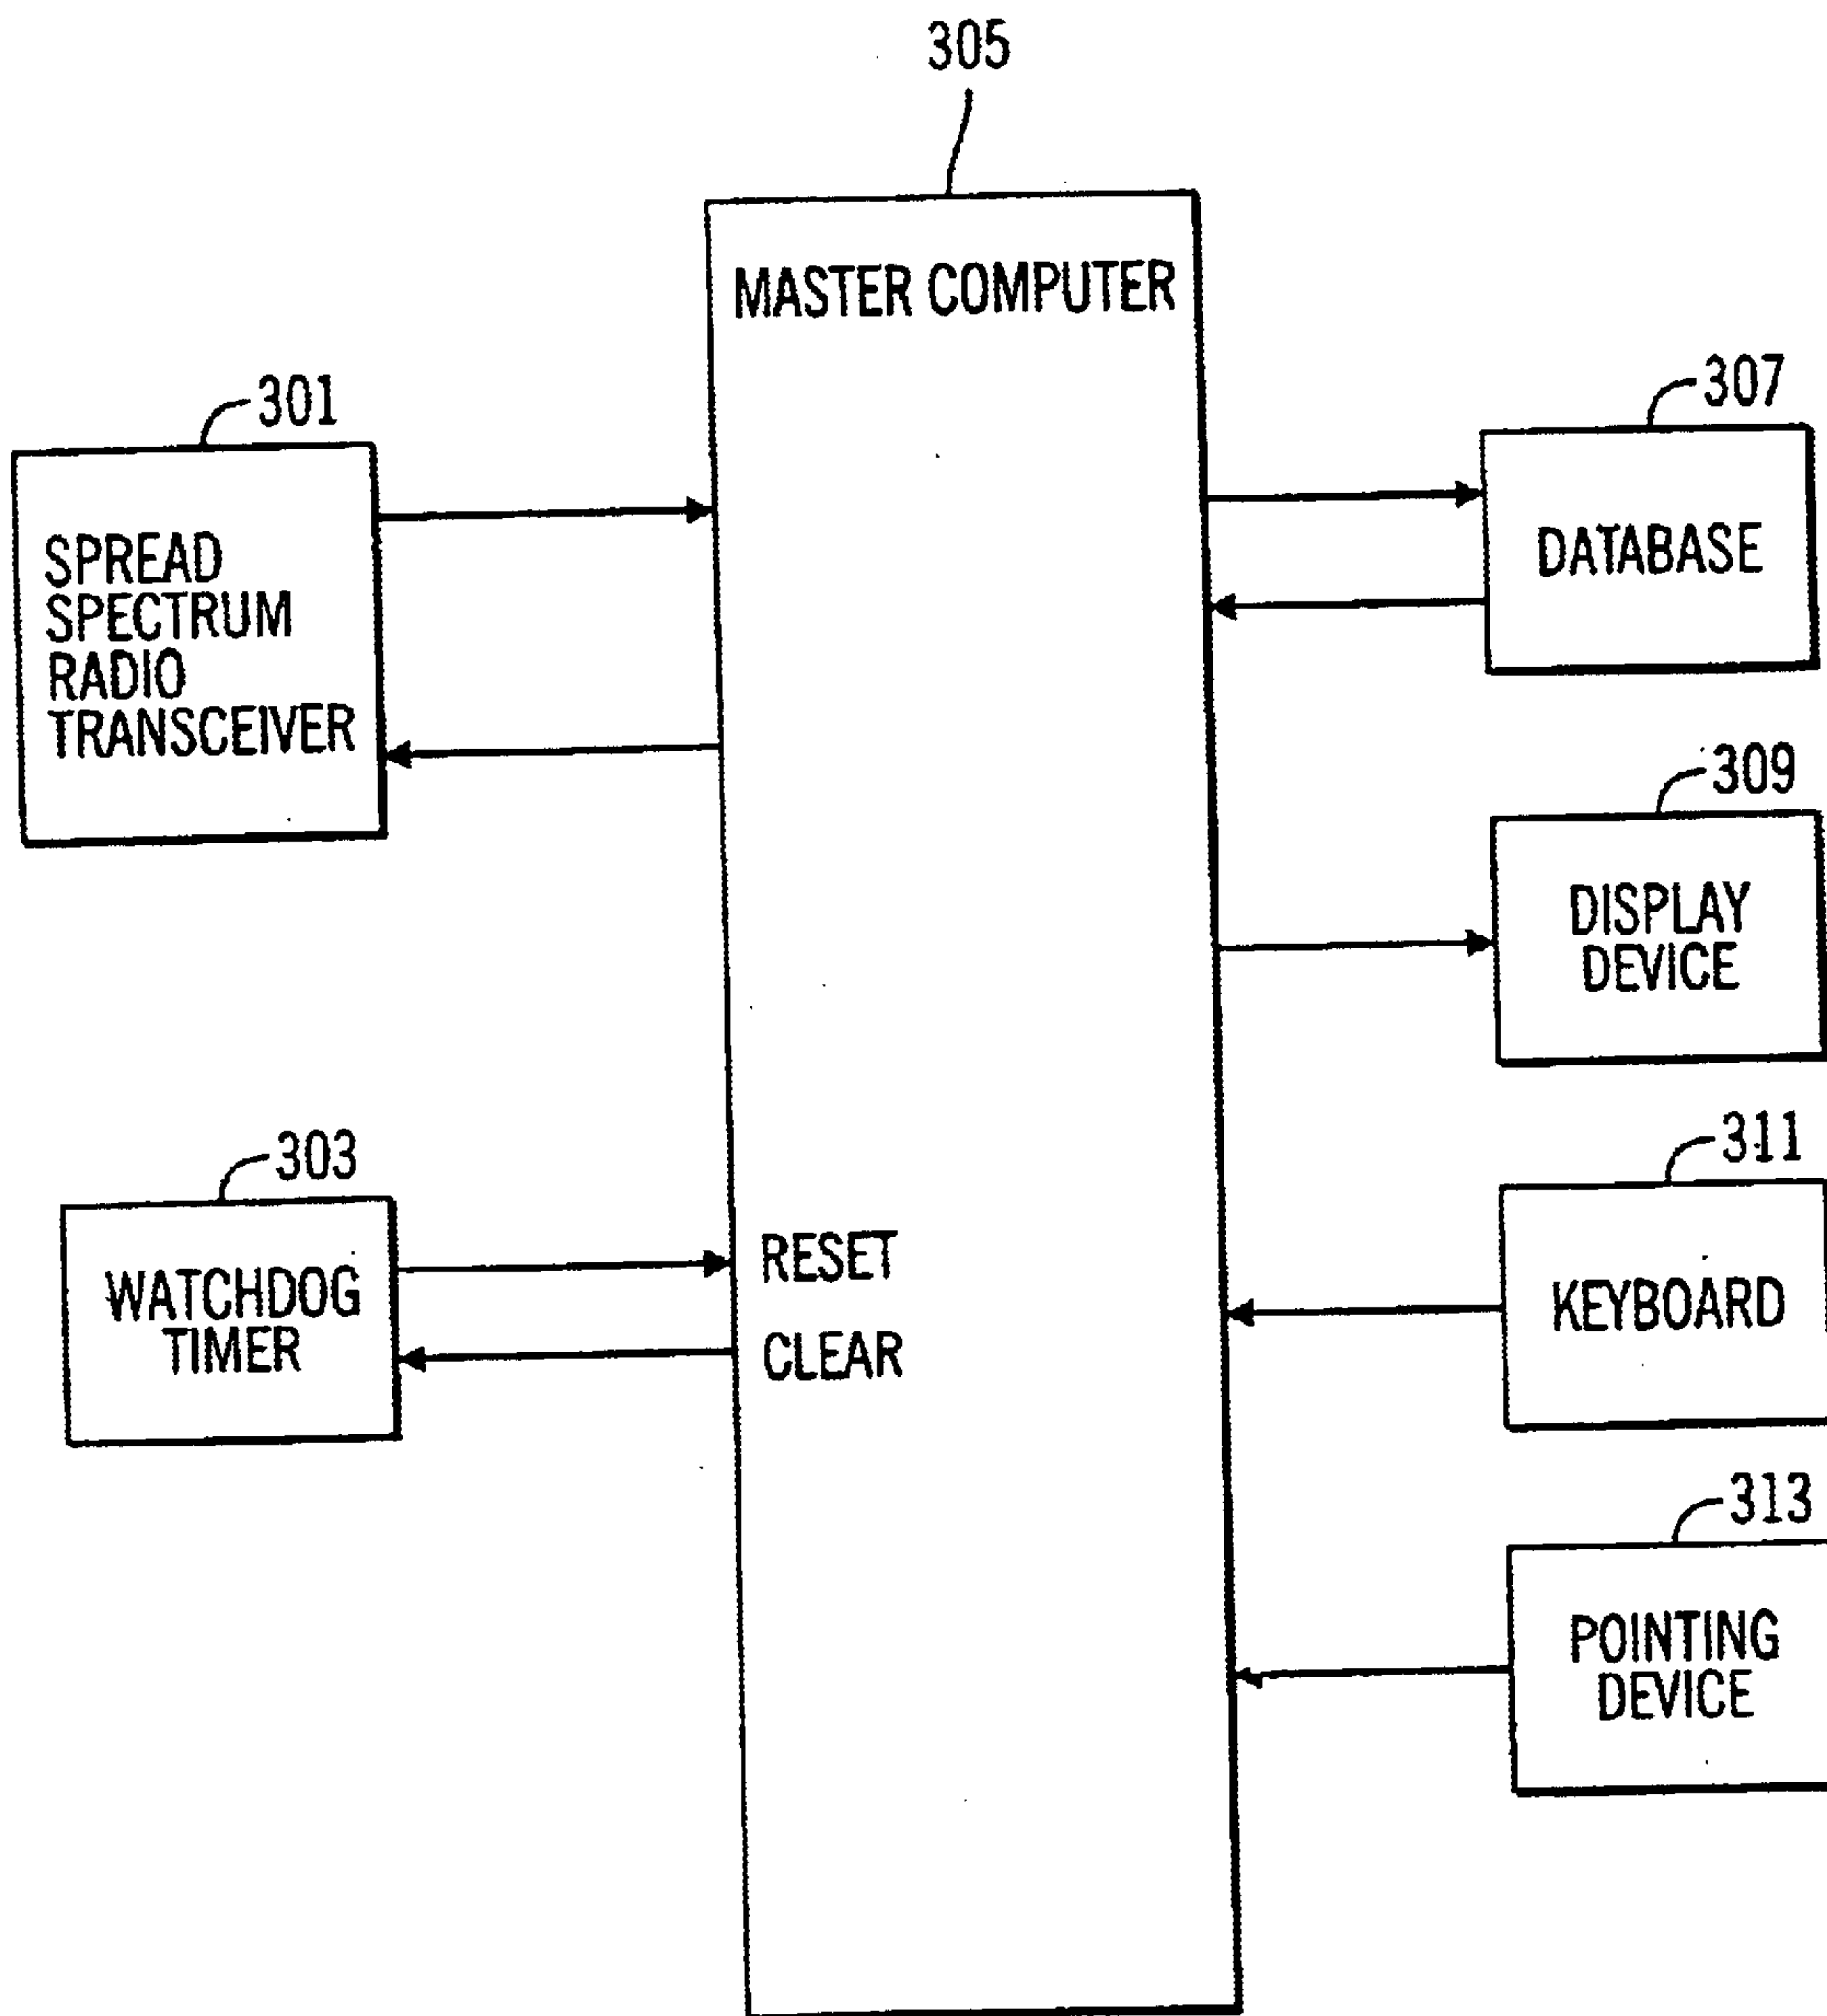 305
MASTER COMPUTER
301
SPREAD
SPECTRUM
RADIO
TRANSCEIVER
303
WATCHDOG
TIMER
RESET
CLEAR
307
DATABASE
309
DISPLAY
DEVICE
311
KEYBOARD
313
POINTING
DEVICE